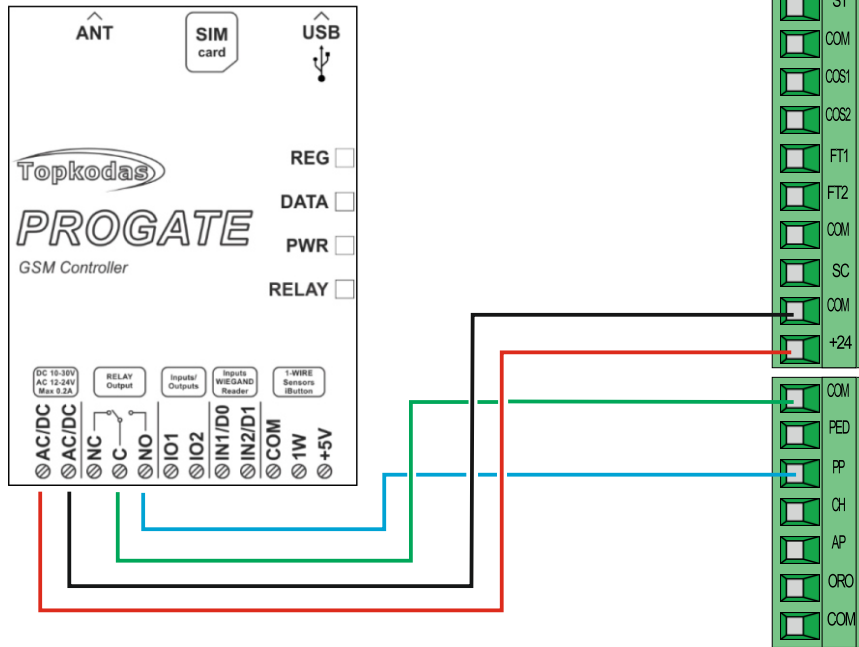 ANT
SIM
card
USB
REG
Topkodas
DATA
PROGATE
PWR
GSM Controller
RELAY
DC 10-30V
AC 12-24V
Max 0.2A
RELAY
Output
Inputs/
Outputs
Inputs
WIEGAND
Reader
1-WIRE
Sensors
iButton
AC/DC
AC/DC
NC
C
NO
IO1
IO2
IN1/D0
IN2/D1
COM
1W
+5V
ST
COM
COS1
COS2
FT1
FT2
COM
SC
COM
+24
COM
PED
PP
CH
AP
ORO
COM